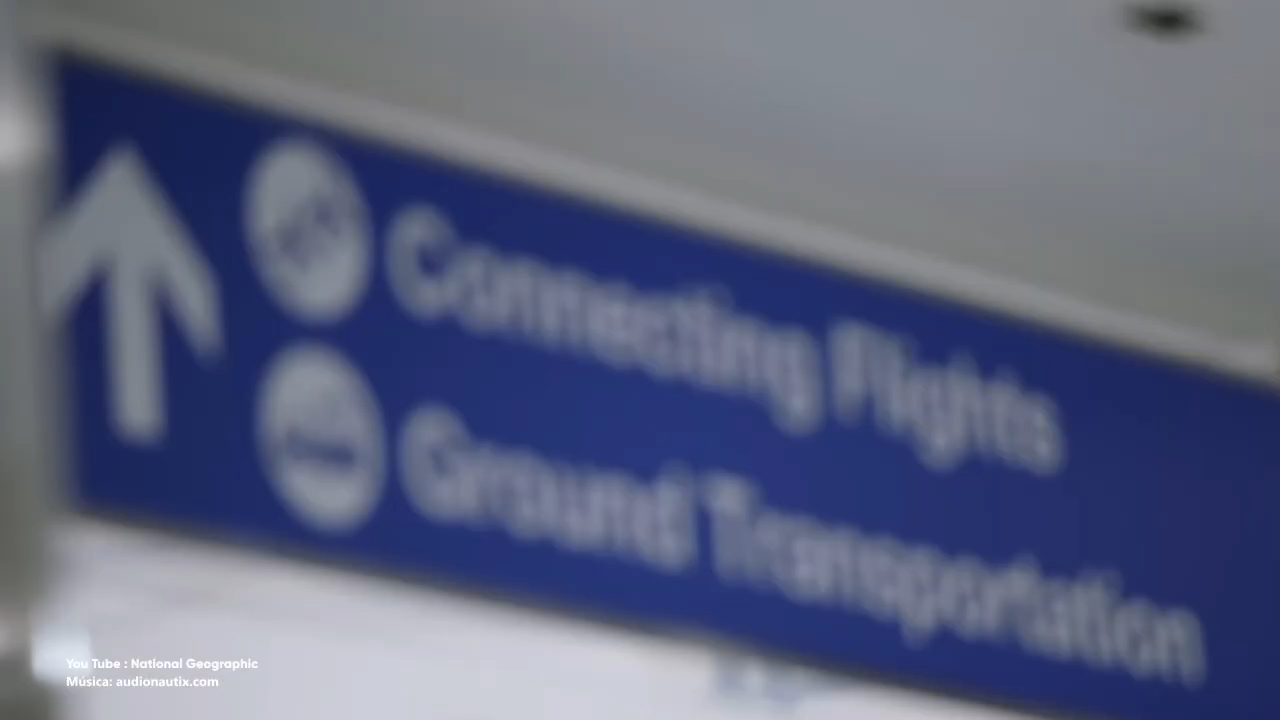 Connecting Flights
Ground Transportation
You Tube : National Geographic
Música: audionautix.com